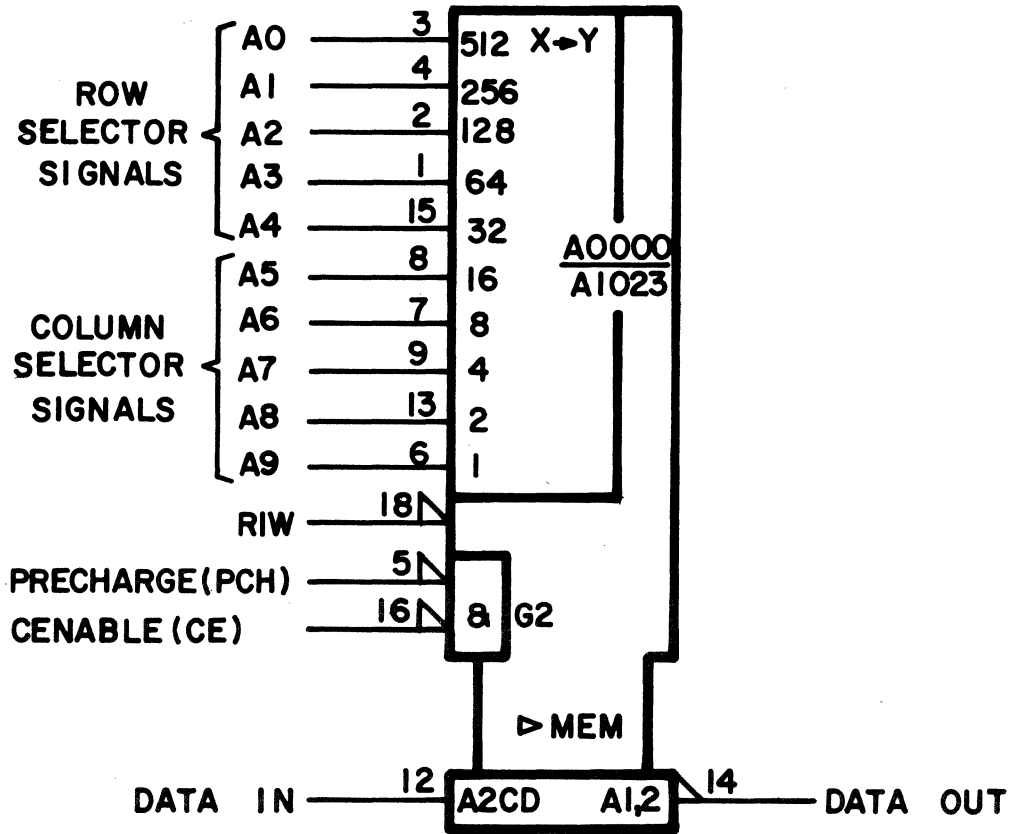 ROW
SELECTOR
SIGNALS
A0 3 512 X→Y
A1 4 256
A2 2 128
A3 1 64
A4 15 32
A0000
A1023
COLUMN
SELECTOR
SIGNALS
A5 8 16
A6 7 8
A7 9 4
A8 13 2
A9 6 1
RIW 18
PRECHARGE(PCH) 5
CENABLE(CE) 16 & G2
▷ MEM
DATA IN 12 A2CD A1,2 14 DATA OUT